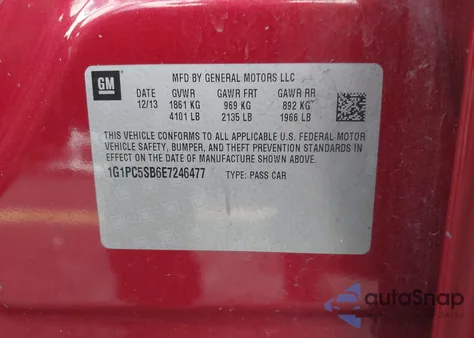 GM
MFD BY GENERAL MOTORS LLC
DATE GVWR GAWR FRT GAWR RR
12/13 1861 KG 969 KG 892 KG
4101 LB 2135 LB 1966 LB
THIS VEHICLE CONFORMS TO ALL APPLICABLE U.S. FEDERAL MOTOR
VEHICLE SAFETY, BUMPER, AND THEFT PREVENTION STANDARDS IN
EFFECT ON THE DATE OF MANUFACTURE SHOWN ABOVE.
1G1PC5SB6E7246477 TYPE: PASS CAR
autoSnap